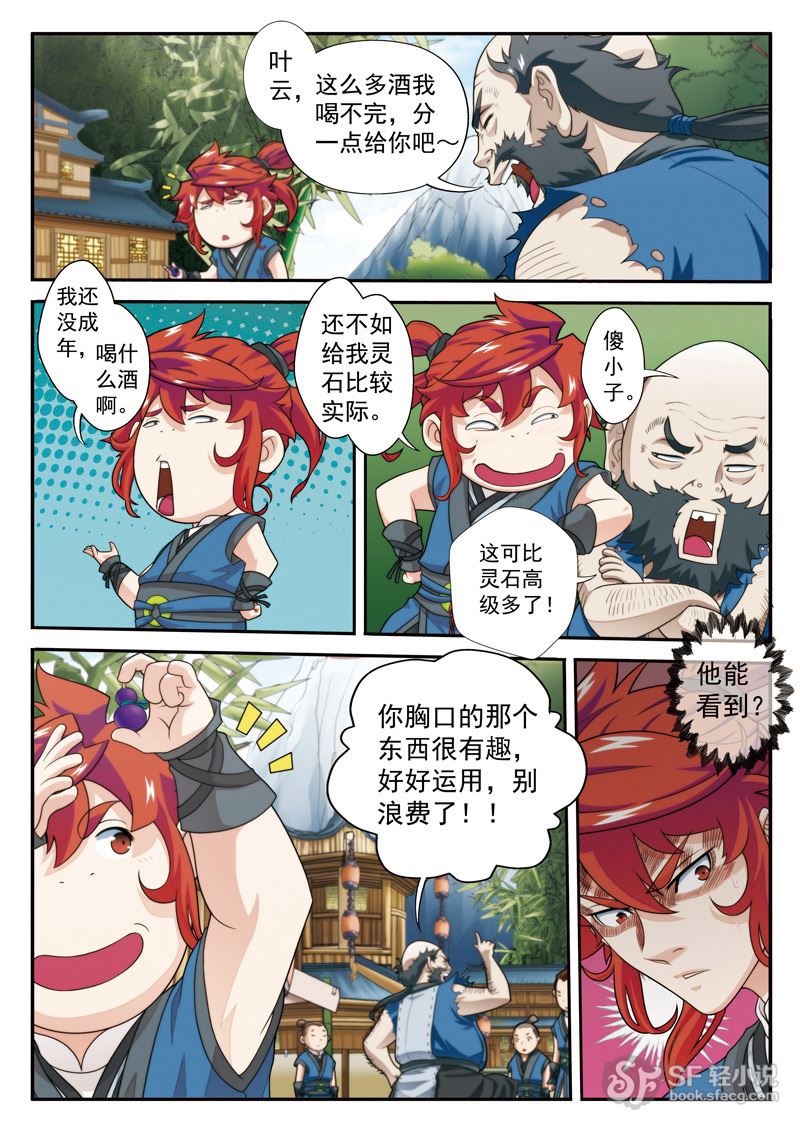 叶
云，
这么多酒我
喝不完，分
一点给你吧～
我还
没成
年，
喝什
么酒
啊。
还不如
给我灵
石比较
实际。
傻
小
子。
这可比
灵石高
级多了！
你胸口的那个
东西很有趣，
好好运用，别
浪费了！！
他能
看到？
SF 轻小说
book.sfacg.com